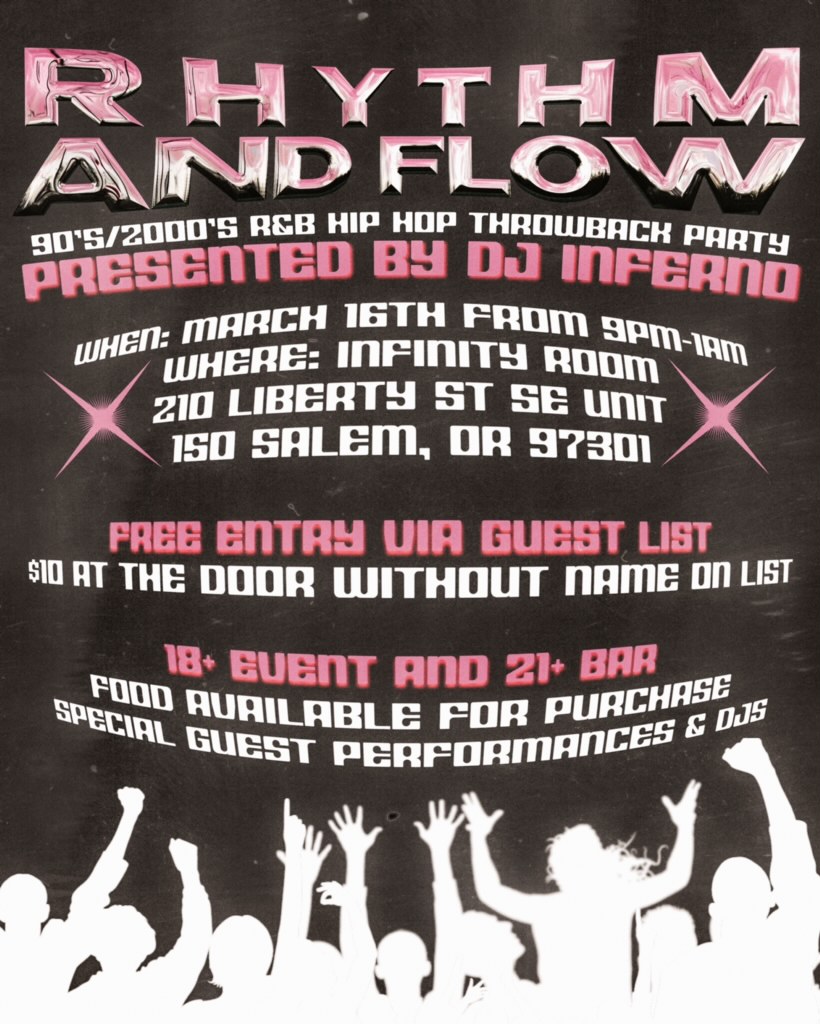 RHYTHM
AND FLOW
90'S/2000'S R&B HIP HOP THROWBACK PARTY
PRESENTED BY DJ INFERNO
WHEN: MARCH 16TH FROM 9PM-1AM
WHERE: INFINITY ROOM
210 LIBERTY ST SE UNIT
150 SALEM, OR 97301
FREE ENTRY VIA GUEST LIST
$10 AT THE DOOR WITHOUT NAME ON LIST
18+ EVENT AND 21+ BAR
FOOD AVAILABLE FOR PURCHASE
SPECIAL GUEST PERFORMANCES & DJS